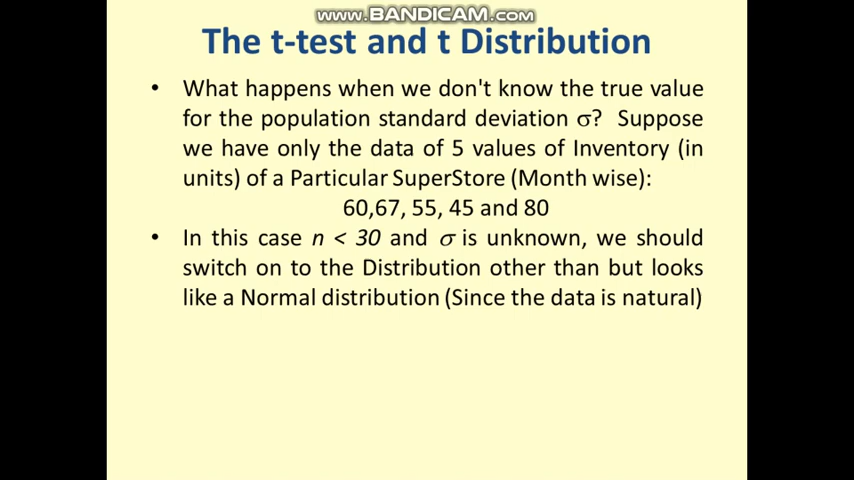 www.BANDICAM.com
The t-test and t Distribution
• What happens when we don't know the true value
for the population standard deviation σ? Suppose
we have only the data of 5 values of Inventory (in
units) of a Particular SuperStore (Month wise):
60,67, 55, 45 and 80
• In this case n < 30 and σ is unknown, we should
switch on to the Distribution other than but looks
like a Normal distribution (Since the data is natural)